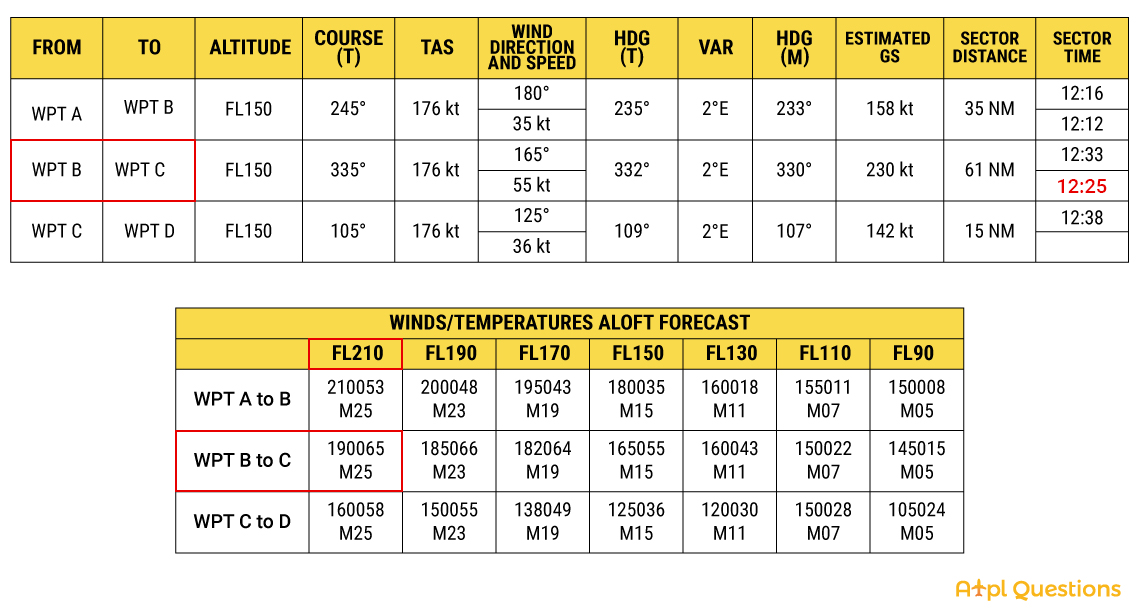 FROM TO ALTITUDE COURSE (T) TAS WIND DIRECTION AND SPEED HDG (T) VAR HDG (M) ESTIMATED GS SECTOR DISTANCE SECTOR TIME
WPT A WPT B FL150 245° 176 kt 180° 35 kt 235° 2°E 233° 158 kt 35 NM 12:16 12:12
WPT B WPT C FL150 335° 176 kt 165° 55 kt 332° 2°E 330° 230 kt 61 NM 12:33 12:25
WPT C WPT D FL150 105° 176 kt 125° 36 kt 109° 2°E 107° 142 kt 15 NM 12:38
WINDS/TEMPERATURES ALOFT FORECAST
FL210 FL190 FL170 FL150 FL130 FL110 FL90
WPT A to B 210053 M25 200048 M23 195043 M19 180035 M15 160018 M11 155011 M07 150008 M05
WPT B to C 190065 M25 185066 M23 182064 M19 165055 M15 160043 M11 150022 M07 145015 M05
WPT C to D 160058 M25 150055 M23 138049 M19 125036 M15 120030 M11 150028 M07 105024 M05
Atpl Questions